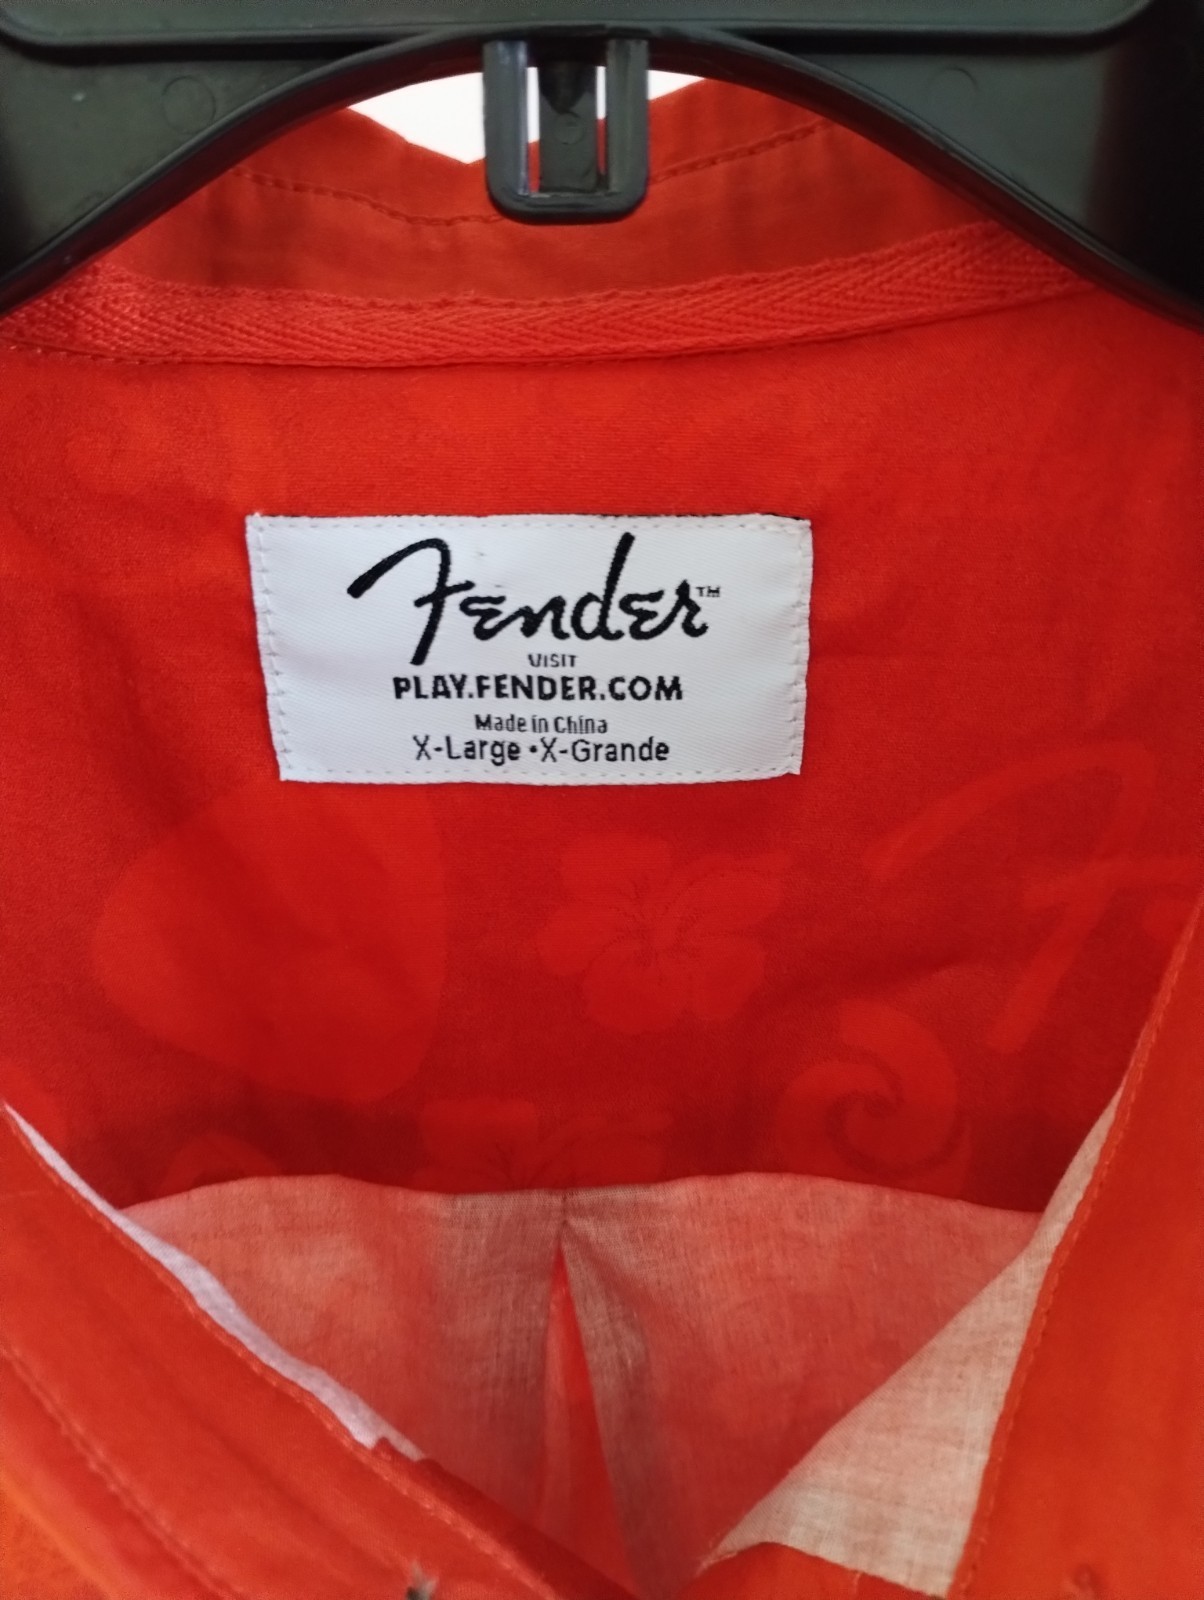 Fender™
VISIT
PLAY.FENDER.COM
Made in China
X-Large • X-Grande